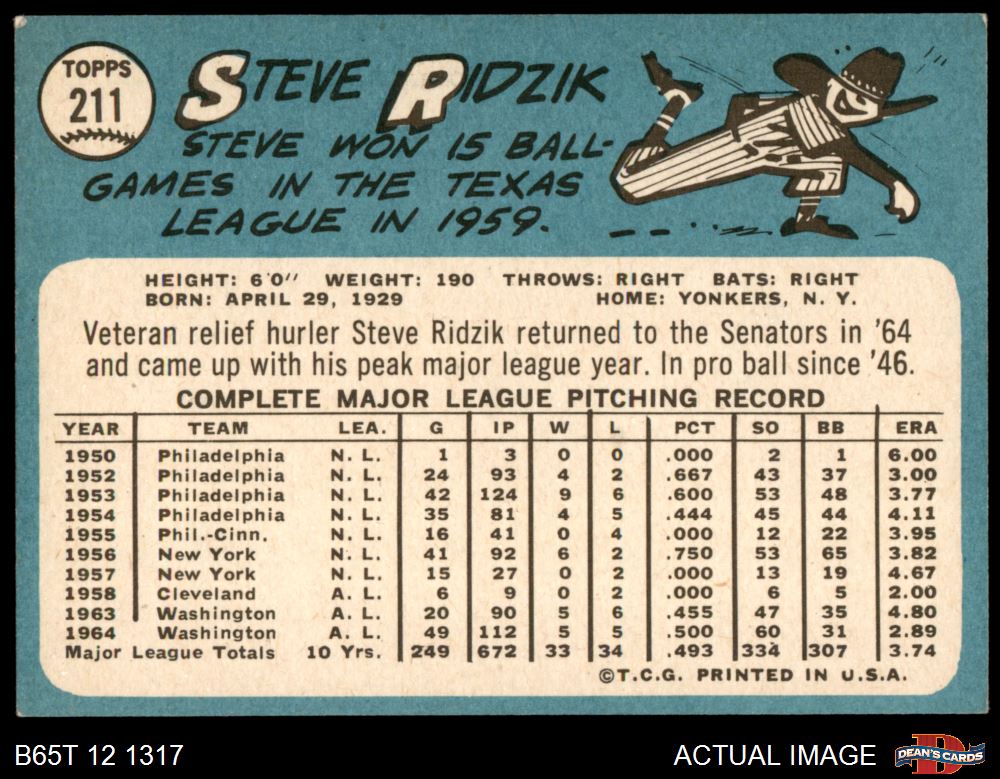 TOPPS
211
STEVE RIDZIK
STEVE WON 15 BALL-
GAMES IN THE TEXAS
LEAGUE IN 1959.
HEIGHT: 6'0" WEIGHT: 190 THROWS: RIGHT BATS: RIGHT
BORN: APRIL 29, 1929 HOME: YONKERS, N. Y.
Veteran relief hurler Steve Ridzik returned to the Senators in '64
and came up with his peak major league year. In pro ball since '46.
COMPLETE MAJOR LEAGUE PITCHING RECORD
YEAR TEAM LEA. G IP W L PCT SO BB ERA
1950 Philadelphia N. L. 1 3 0 0 .000 2 1 6.00
1952 Philadelphia N. L. 24 93 4 2 .667 43 37 3.00
1953 Philadelphia N. L. 42 124 9 6 .600 53 48 3.77
1954 Philadelphia N. L. 35 81 4 5 .444 45 44 4.11
1955 Phil.-Cinn. N. L. 16 41 0 4 .000 12 22 3.95
1956 New York N. L. 41 92 6 2 .750 53 65 3.82
1957 New York N. L. 15 27 0 2 .000 13 19 4.67
1958 Cleveland A. L. 6 9 0 2 .000 6 5 2.00
1963 Washington A. L. 20 90 5 6 .455 47 35 4.80
1964 Washington A. L. 49 112 5 5 .500 60 31 2.89
Major League Totals 10 Yrs. 249 672 33 34 .493 334 307 3.74
©T.C.G. PRINTED IN U.S.A.
B65T 12 1317 ACTUAL IMAGE DEAN'S CARDS